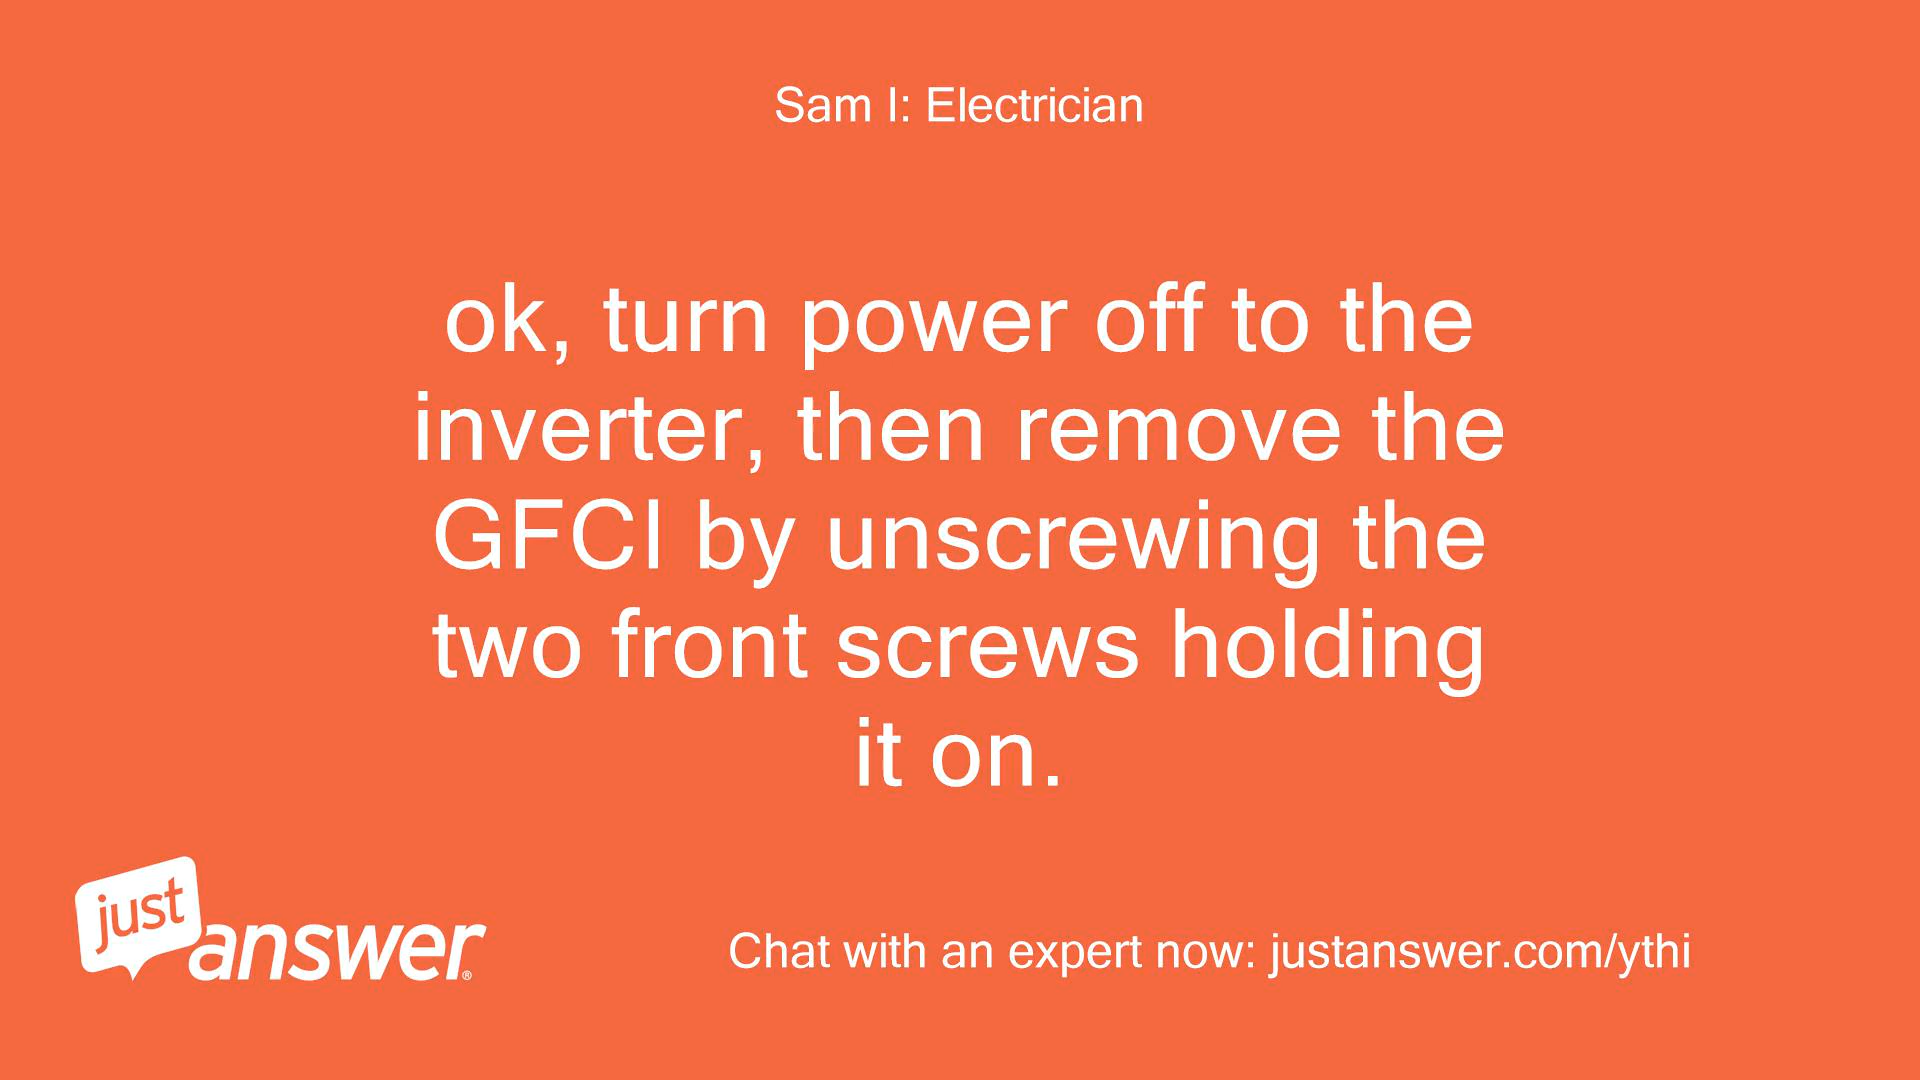 Sam I: Electrician
ok, turn power off to the
inverter, then remove the
GFCI by unscrewing the
two front screws holding
it on.
just
answer®
Chat with an expert now: justanswer.com/ythi